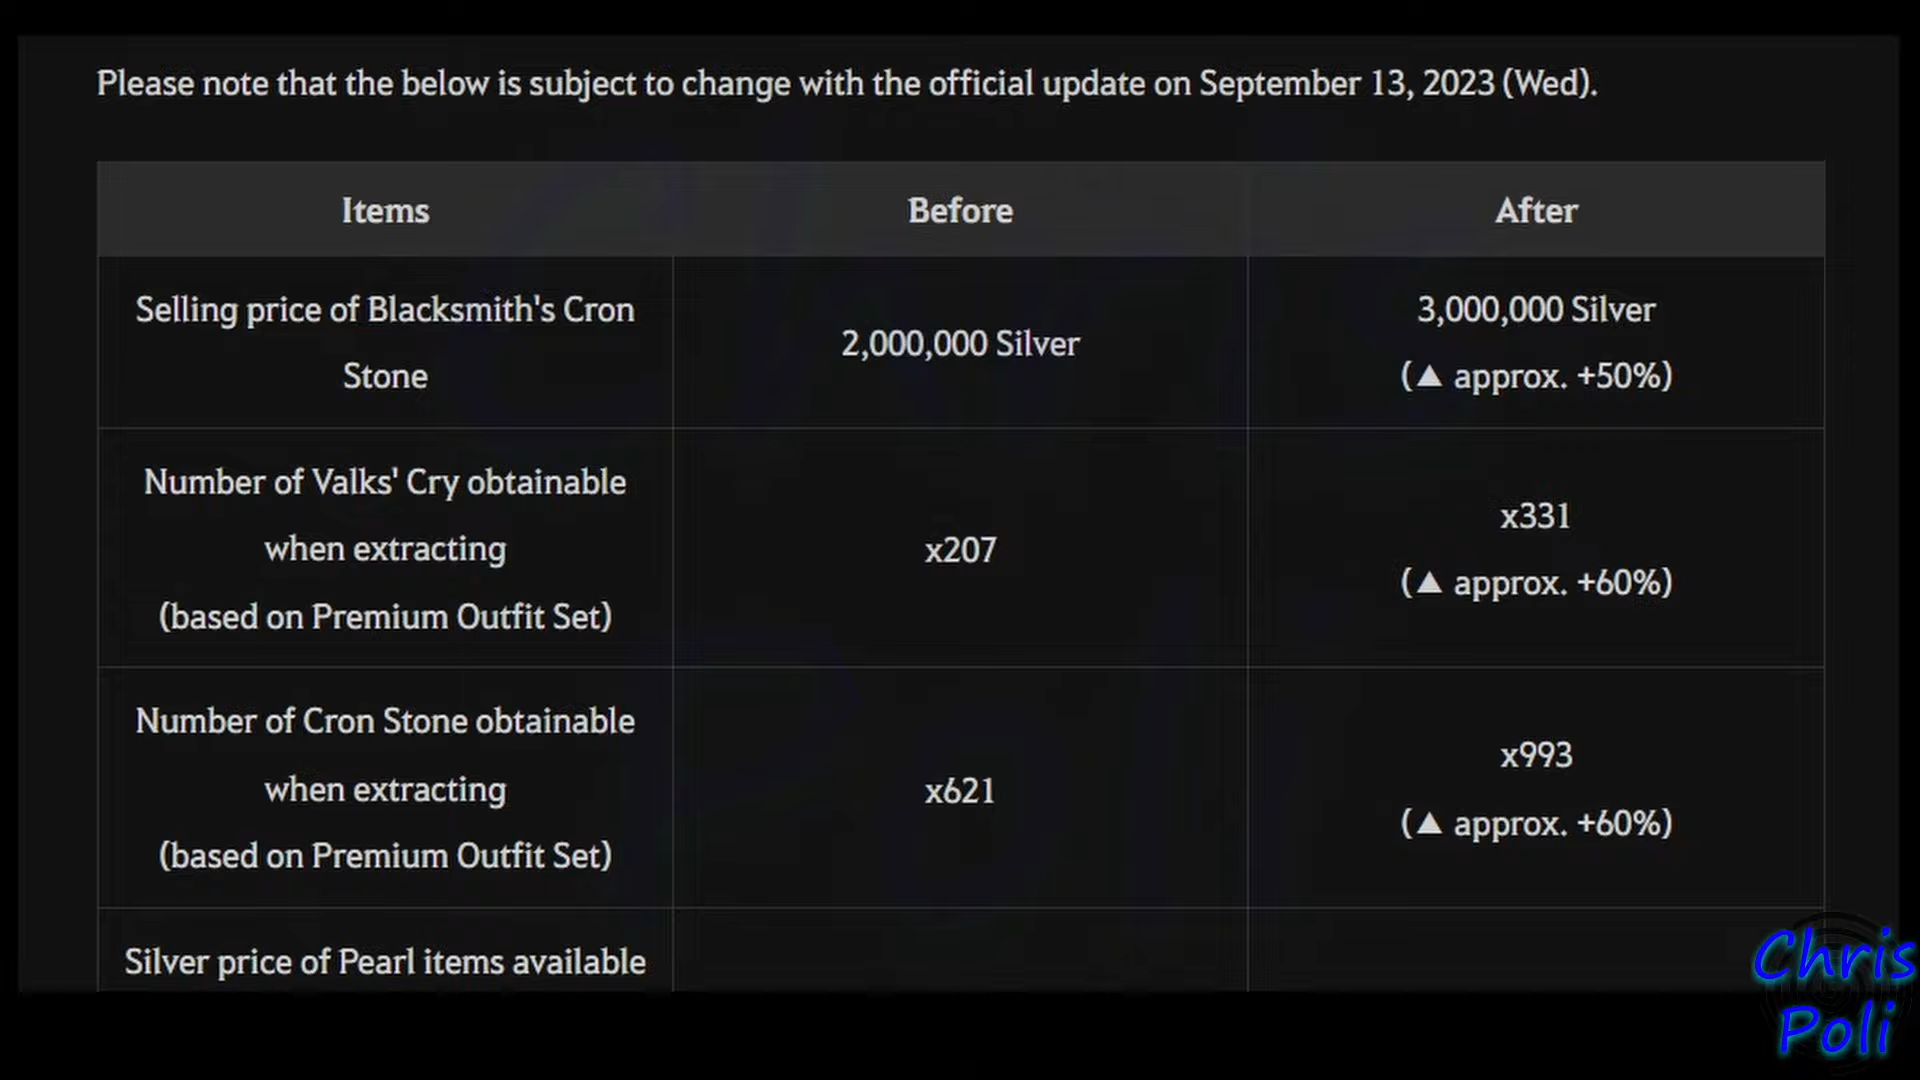 Please note that the below is subject to change with the official update on September 13, 2023 (Wed).
Items
Before
After
Selling price of Blacksmith's Cron
Stone
2,000,000 Silver
3,000,000 Silver
(▲ approx. +50%)
Number of Valks' Cry obtainable
when extracting
(based on Premium Outfit Set)
x207
x331
(▲ approx. +60%)
Number of Cron Stone obtainable
when extracting
(based on Premium Outfit Set)
x621
x993
(▲ approx. +60%)
Silver price of Pearl items available
Chris
Poli